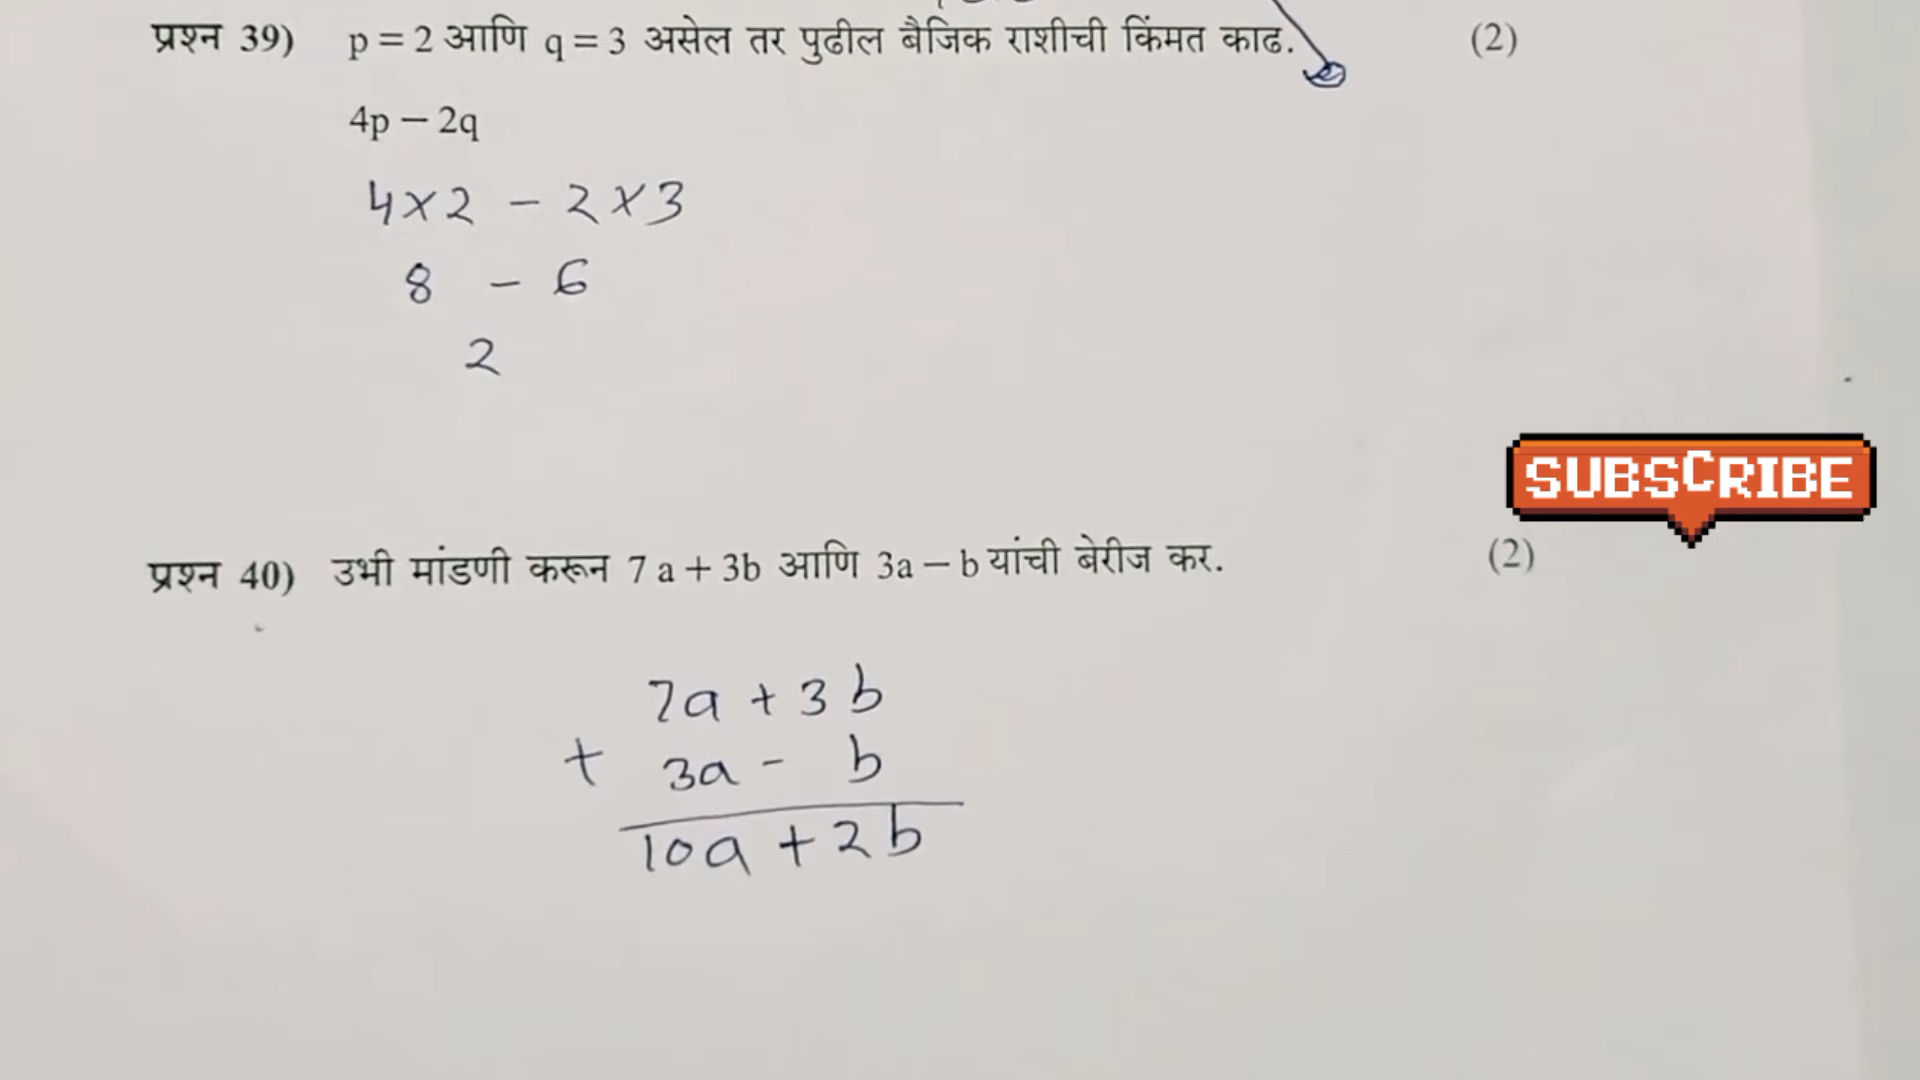 प्रश्न 39) p = 2 आणि q = 3 असेल तर पुढील बैजिक राशीची किंमत काढ. (2)
4p – 2q
4 × 2 – 2 × 3
8 – 6
2
SUBSCRIBE
प्रश्न 40) उभी मांडणी करून 7 a + 3b आणि 3a – b यांची बेरीज कर. (2)
7a + 3b
+ 3a - b
10a + 2b